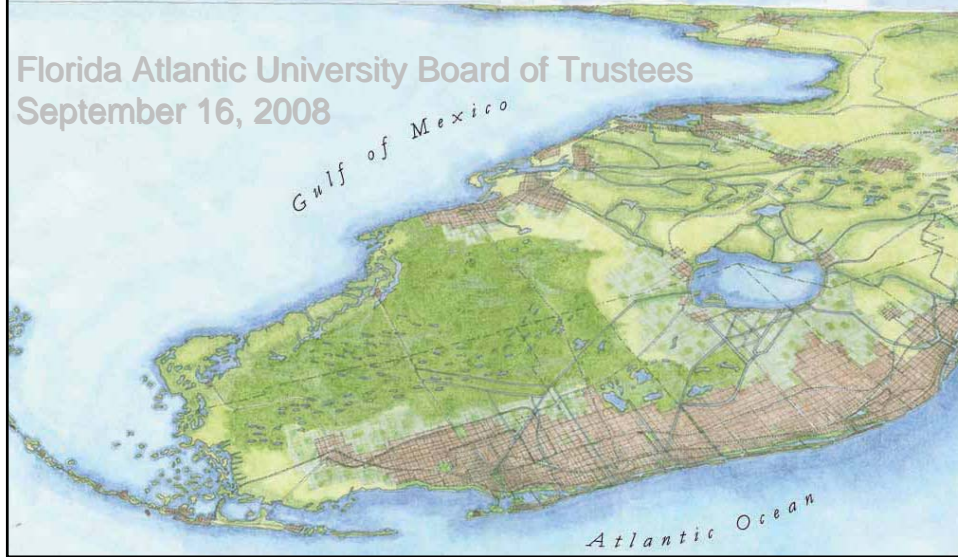 Florida Atlantic University Board of Trustees
September 16, 2008
Gulf of Mexico
Atlantic Ocean